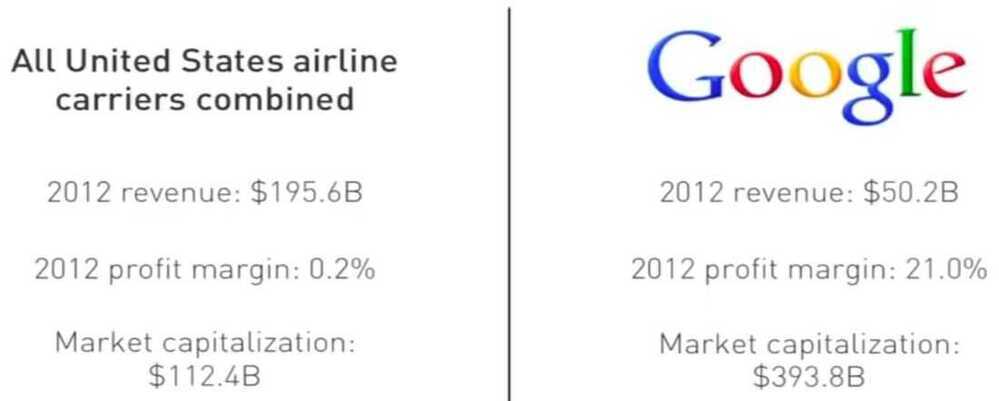 All United States airline
carriers combined
2012 revenue: $195.6B
2012 profit margin: 0.2%
Market capitalization:
$112.4B
Google
2012 revenue: $50.2B
2012 profit margin: 21.0%
Market capitalization:
$393.8B